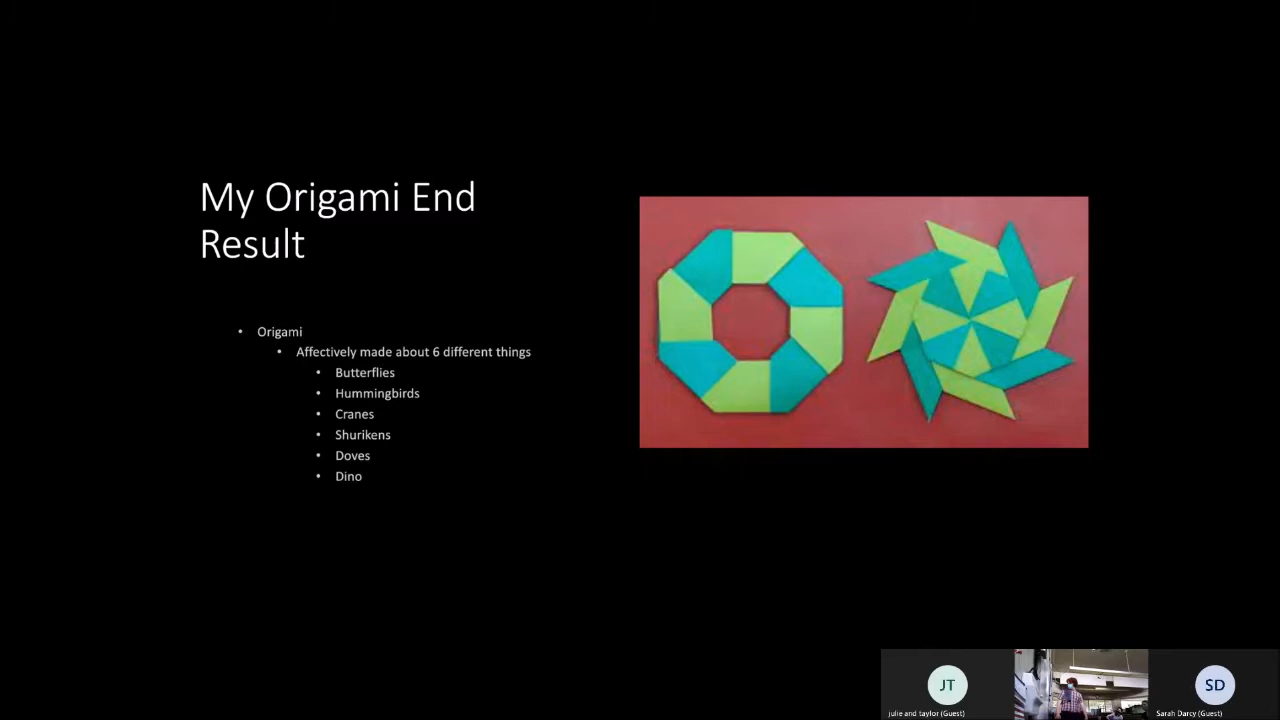 My Origami End
Result
• Origami
• Affectively made about 6 different things
• Butterflies
• Hummingbirds
• Cranes
• Shurikens
• Doves
• Dino
JT
julie and taylor (Guest)
SD
Sarah Darcy (Guest)